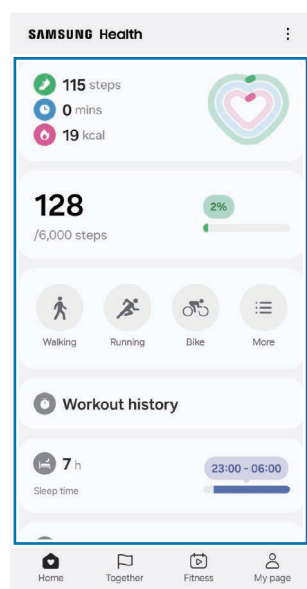 SAMSUNG Health
115 steps
0 mins
19 kcal
128
2%
/6,000 steps
Walking Running Bike More
Workout history
7 h
23:00 - 06:00
Sleep time
Home Together Fitness My page